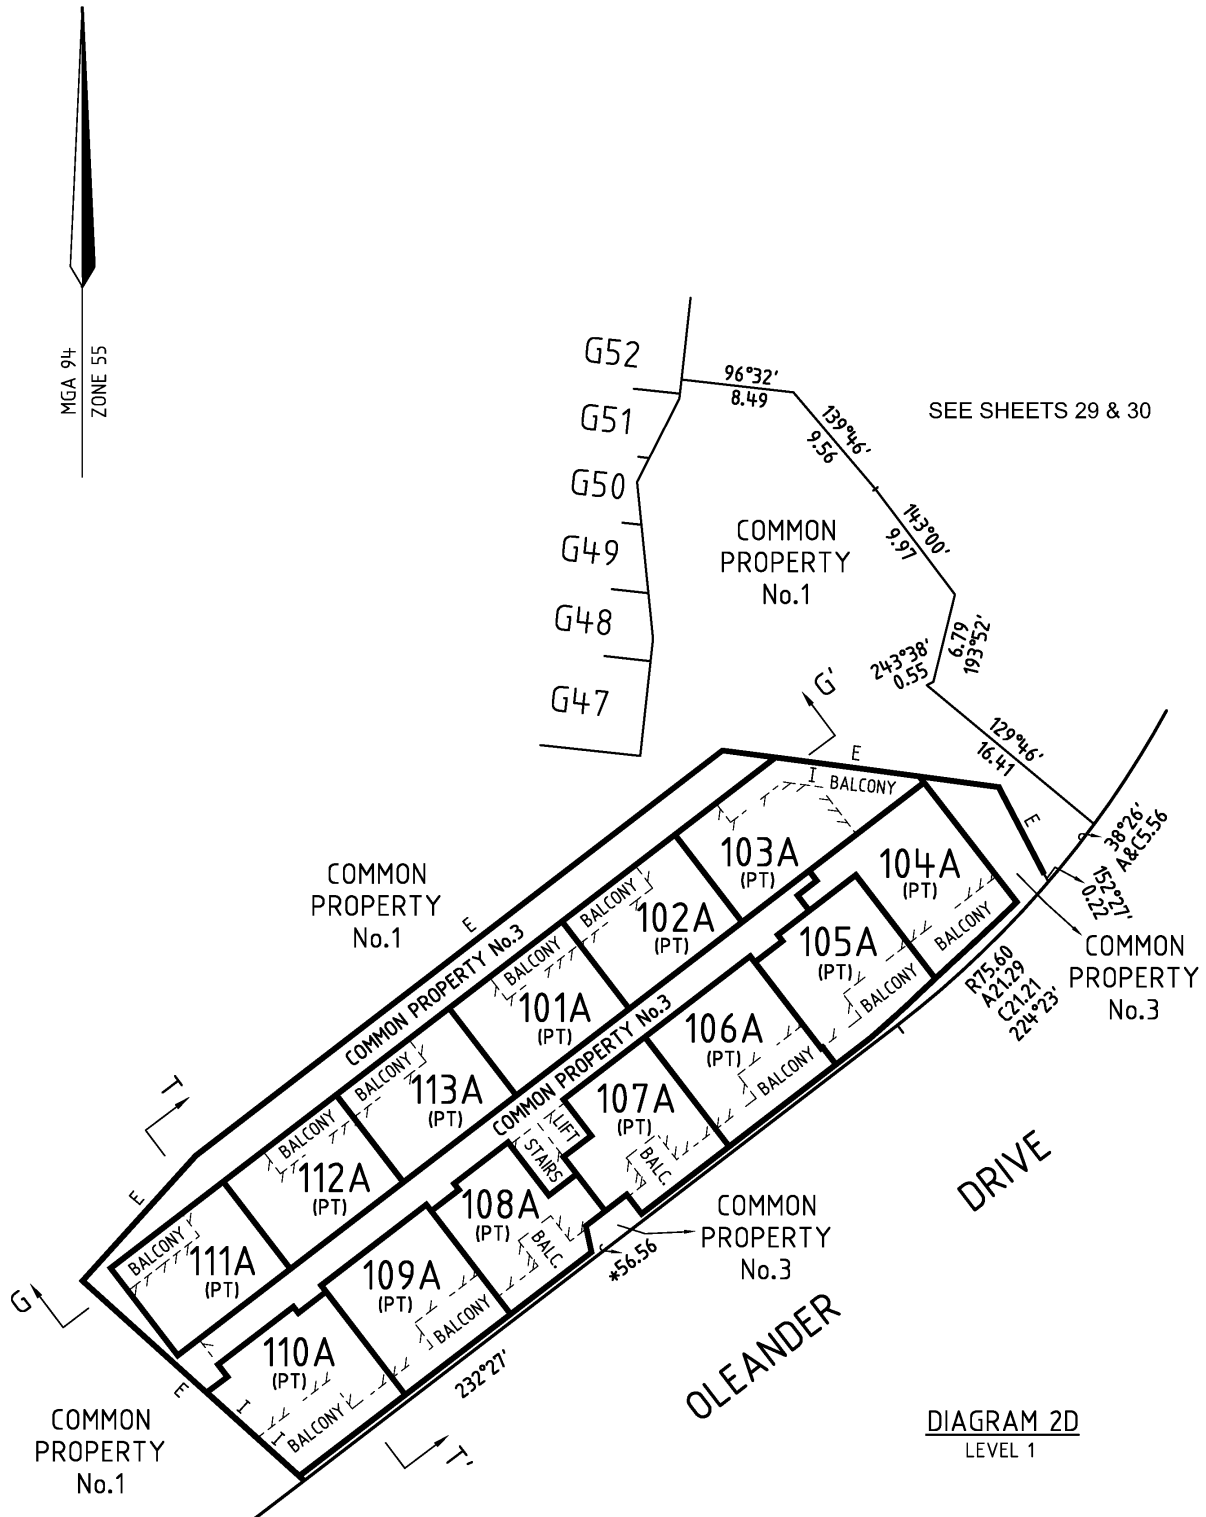 MGA 94
ZONE 55
G52
96°32'
8.49
SEE SHEETS 29 & 30
G51
139°46'
9.56
G50
COMMON
PROPERTY
No.1
143°00'
9.97
G49
G48
6.79
193°52'
243°38'
0.55
G47
G'
129°46'
16.41
E
I
BALCONY
E
38°26'
A&C5.56
152°27'
0.22
103A
(PT)
104A
(PT)
BALCONY
COMMON
PROPERTY
No.1
E
BALCONY
102A
(PT)
105A
(PT)
BALCONY
COMMON
PROPERTY
No.3
R75.60
A21.29
C21.21
224°23'
COMMON PROPERTY No.3
BALCONY
101A
(PT)
106A
(PT)
BALCONY
COMMON PROPERTY No.3
BALCONY
113A
(PT)
107A
(PT)
BALC.
LIFT
STAIRS
T
BALCONY
112A
(PT)
108A
(PT)
BALC.
COMMON
PROPERTY
No.3
*56.56
E
BALCONY
111A
(PT)
109A
(PT)
BALCONY
G
110A
(PT)
BALCONY
232°27'
E
I
I
COMMON
PROPERTY
No.1
T'
OLEANDER
DRIVE
DIAGRAM 2D
LEVEL 1